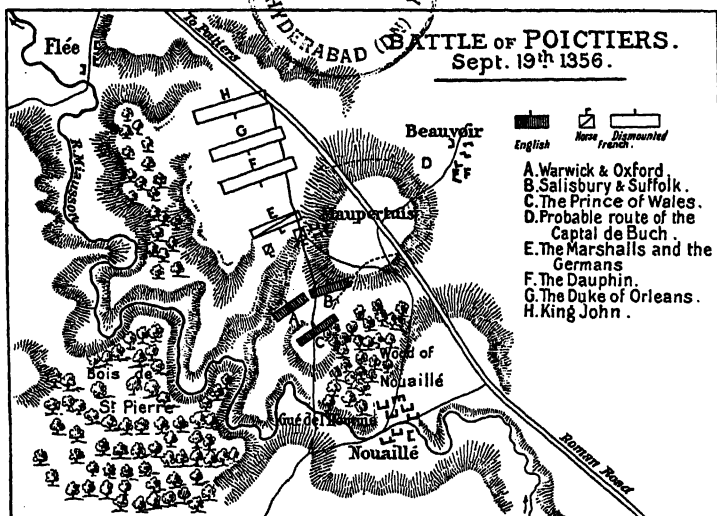 HYDERABAD
BATTLE OF POICTIERS.
Sept. 19th 1356.
English
Horse
Dismounted
French.
A. Warwick & Oxford.
B. Salisbury & Suffolk.
C. The Prince of Wales.
D. Probable route of the
Captal de Buch.
E. The Marshalls and the
Germans
F. The Dauphin.
G. The Duke of Orleans.
H. King John.
Flée
To Poitiers
R. Miausson
H
G
F
E
Beauvoir
D
Maupertuis
A
B
C
Wood of
Nouaillé
Bois de
St Pierre
Nouaillé
Roman Road